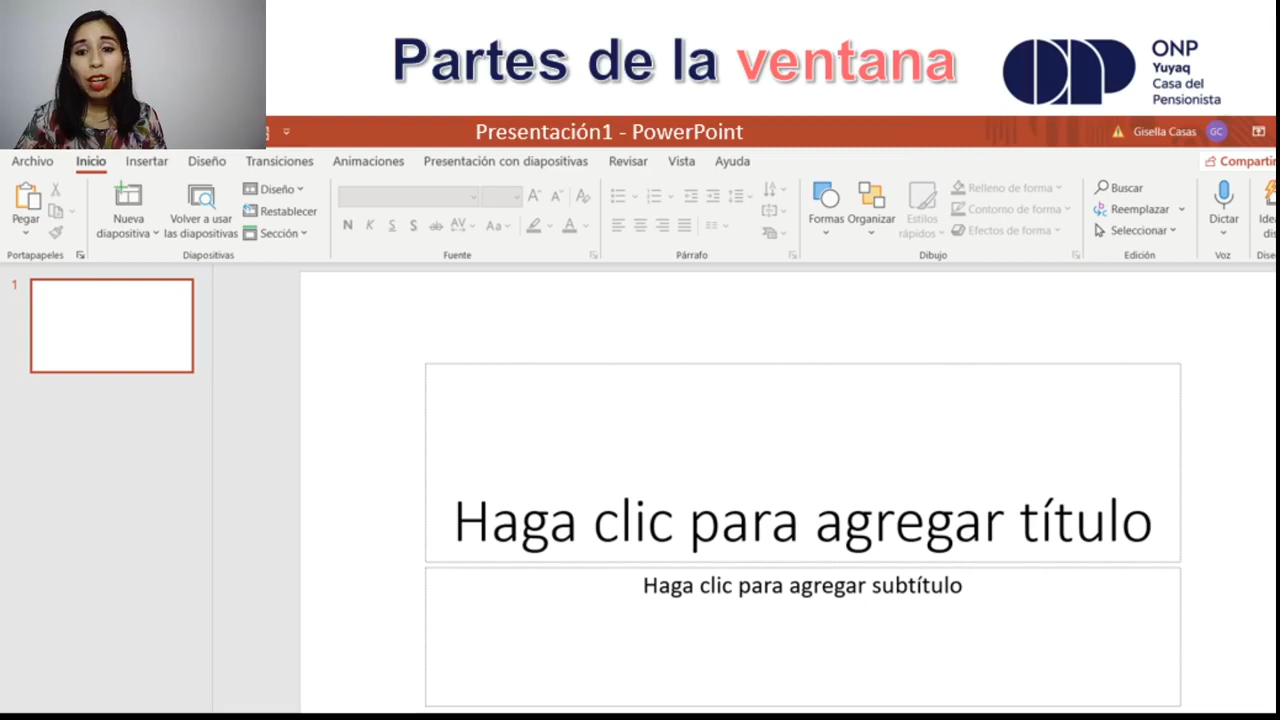 Partes de la ventana
ONP
Yuyaq
Casa del
Pensionista
Presentación1 - PowerPoint
Gisella Casas
GC
Archivo Inicio Insertar Diseño Transiciones Animaciones Presentación con diapositivas Revisar Vista Ayuda
Compartir
Pegar
Portapapeles
Nueva
diapositiva
Volver a usar
las diapositivas
Diseño
Restablecer
Sección
Diapositivas
N K S S ab AV Aa A
Fuente
Párrafo
Formas
Organizar
Estilos
rápidos
Relleno de forma
Contorno de forma
Efectos de forma
Dibujo
Buscar
Reemplazar
Seleccionar
Edición
Dictar
Voz
1
Haga clic para agregar título
Haga clic para agregar subtítulo